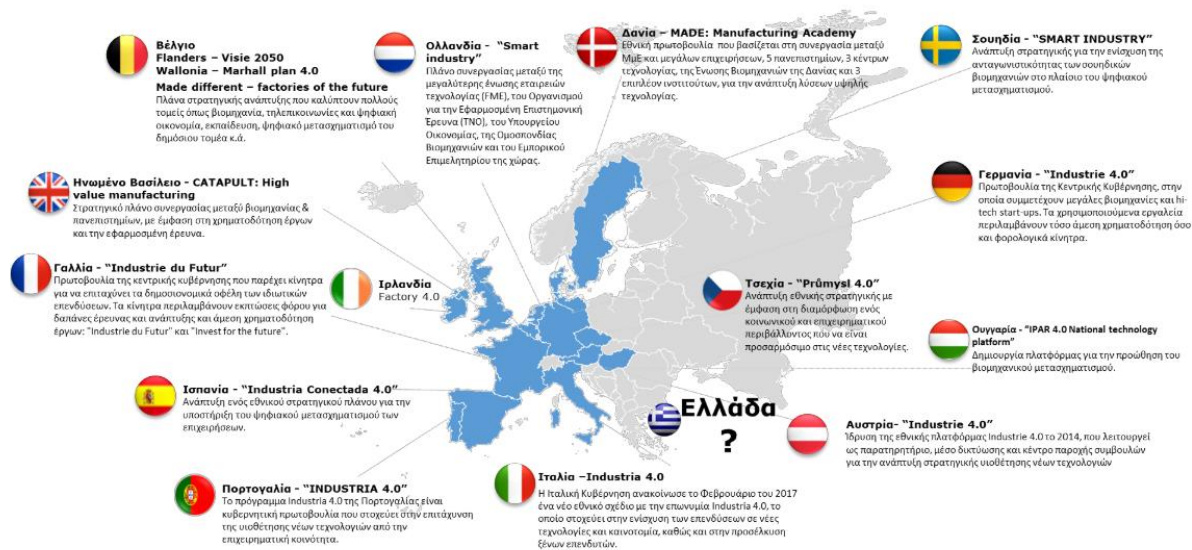 Βέλγιο
Flanders – Visie 2050
Wallonia – Marhall plan 4.0
Made different – factories of the future
Πλάνα στρατηγικής ανάπτυξης που καλύπτουν πολλούς
τομείς όπως βιομηχανία, τηλεπικοινωνίες και ψηφιακή
οικονομία, εκπαίδευση, ψηφιακό μετασχηματισμό του
δημόσιου τομέα κ.ά.
Ολλανδία - "Smart
industry"
Πλάνο συνεργασίας μεταξύ της
μεγαλύτερης ένωσης εταιρειών
τεχνολογίας (FME), του Οργανισμού
για την Εφαρμοσμένη Επιστημονική
Έρευνα (TNO), του Υπουργείου
Οικονομίας, της Ομοσπονδίας
Βιομηχανιών και του Εμπορικού
Επιμελητηρίου της χώρας.
Δανία – MADE: Manufacturing Academy
Εθνική πρωτοβουλία που βασίζεται στη συνεργασία μεταξύ
ΜμΕ και μεγάλων επιχειρήσεων, 5 πανεπιστημίων, 3 κέντρων
τεχνολογίας, της Ένωσης Βιομηχανιών της Δανίας και 3
επιπλέον ινστιτούτων, για την ανάπτυξη λύσεων υψηλής
τεχνολογίας.
Σουηδία - "SMART INDUSTRY"
Ανάπτυξη στρατηγικής για την ενίσχυση της
ανταγωνιστικότητας των σουηδικών
βιομηχανιών στο πλαίσιο του ψηφιακού
μετασχηματισμού.
Ηνωμένο Βασίλειο - CATAPULT: High
value manufacturing
Στρατηγικό πλάνο συνεργασίας μεταξύ βιομηχανίας &
πανεπιστημίων, με έμφαση στη χρηματοδότηση έργων
και την εφαρμοσμένη έρευνα.
Γερμανία - "Industrie 4.0"
Πρωτοβουλία της Κεντρικής Κυβέρνησης, στην
οποία συμμετέχουν μεγάλες βιομηχανίες και hi-
tech start-ups. Τα χρησιμοποιούμενα εργαλεία
περιλαμβάνουν τόσο άμεση χρηματοδότηση όσο
και φορολογικά κίνητρα.
Γαλλία - "Industrie du Futur"
Πρωτοβουλία της κεντρικής κυβέρνησης που παρέχει κίνητρα
για να επιταχύνει τα δημοσιονομικά οφέλη των ιδιωτικών
επενδύσεων. Τα κίνητρα περιλαμβάνουν εκπτώσεις φόρου για
δαπάνες έρευνας και ανάπτυξης και άμεση χρηματοδότηση
έργων: "Industrie du Futur" και "Invest for the future".
Ιρλανδία
Factory 4.0
Τσεχία - "Průmysl 4.0"
Ανάπτυξη εθνικής στρατηγικής με
έμφαση στη διαμόρφωση ενός
κοινωνικού και επιχειρηματικού
περιβάλλοντος που να είναι
προσαρμόσιμο στις νέες τεχνολογίες.
Ουγγαρία - "IPAR 4.0 National technology
platform"
Δημιουργία πλατφόρμας για την προώθηση του
βιομηχανικού μετασχηματισμού.
Ισπανία - "Industria Conectada 4.0"
Ανάπτυξη ενός εθνικού στρατηγικού πλάνου για την
υποστήριξη του ψηφιακού μετασχηματισμού των
επιχειρήσεων.
Ελλάδα
?
Αυστρία- "Industrie 4.0"
Ίδρυση της εθνικής πλατφόρμας Industrie 4.0 το 2014, που λειτουργεί
ως παρατηρητήριο, μέσο δικτύωσης και κέντρο παροχής συμβουλών
για την ανάπτυξη στρατηγικής υιοθέτησης νέων τεχνολογιών
Πορτογαλία - "INDUSTRIA 4.0"
Το πρόγραμμα Industria 4.0 της Πορτογαλίας είναι
κυβερνητική πρωτοβουλία που στοχεύει στην επιτάχυνση
της υιοθέτησης νέων τεχνολογιών από την
επιχειρηματική κοινότητα.
Ιταλία –Industria 4.0
Η Ιταλική Κυβέρνηση ανακοίνωσε το Φεβρουάριο του 2017
ένα νέο εθνικό σχέδιο με την επωνυμία Industria 4.0, το
οποίο στοχεύει στην ενίσχυση των επενδύσεων σε νέες
τεχνολογίες και καινοτομία, καθώς και στην προσέλκυση
ξένων επενδυτών.